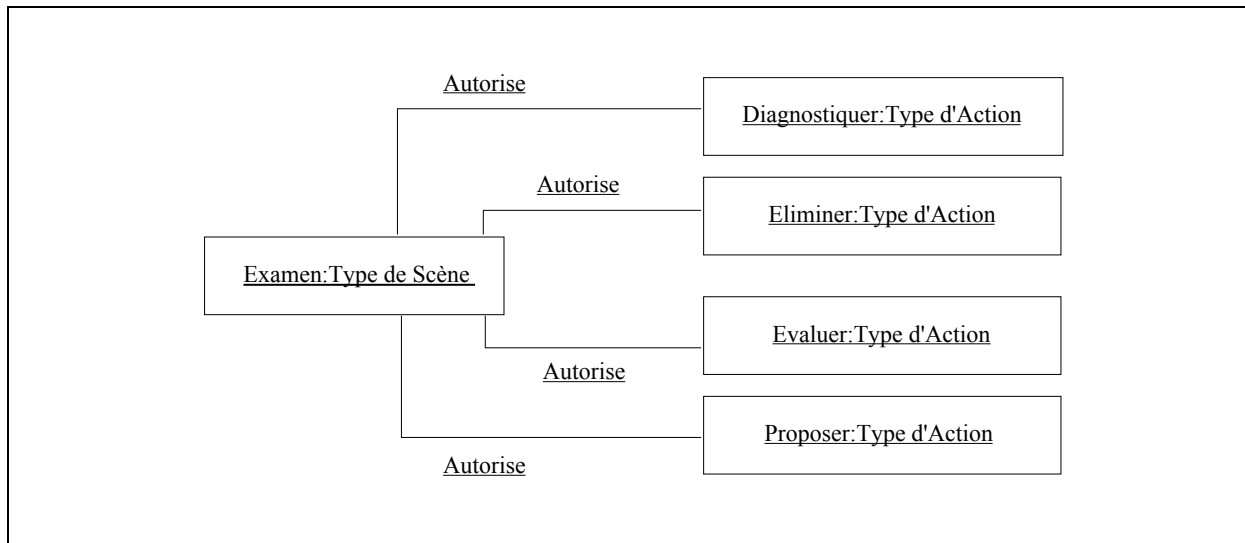 Autorise
Diagnostiquer:Type d'Action
Autorise
Eliminer:Type d'Action
Examen:Type de Scène
Evaluer:Type d'Action
Autorise
Proposer:Type d'Action
Autorise